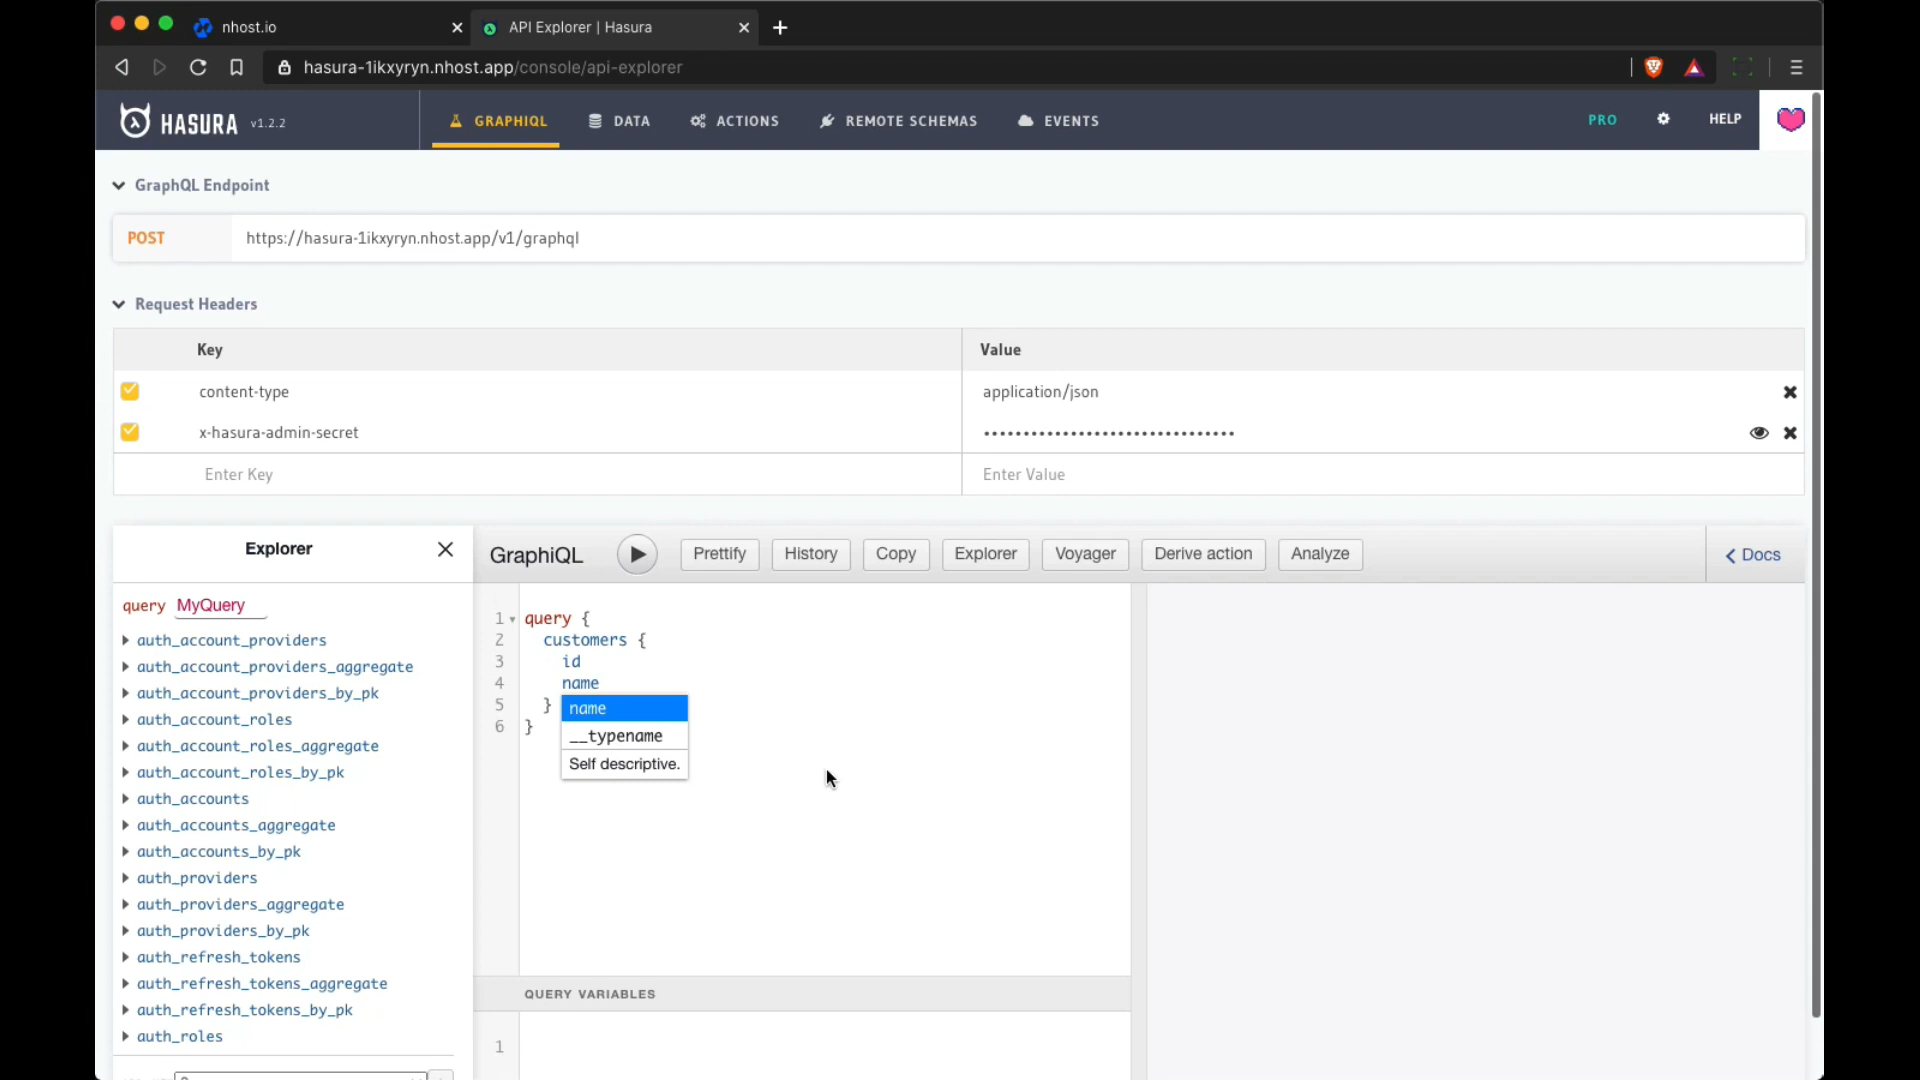 nhost.io
API Explorer | Hasura
hasura-1ikxyryn.nhost.app/console/api-explorer
HASURA v1.2.2
GRAPHIQL
DATA
ACTIONS
REMOTE SCHEMAS
EVENTS
PRO
HELP
GraphQL Endpoint
POST https://hasura-1ikxyryn.nhost.app/v1/graphql
Request Headers
Key Value
content-type application/json
x-hasura-admin-secret ••••••••••••••••••••••••••••••••
Enter Key Enter Value
Explorer
query MyQuery
auth_account_providers
auth_account_providers_aggregate
auth_account_providers_by_pk
auth_account_roles
auth_account_roles_aggregate
auth_account_roles_by_pk
auth_accounts
auth_accounts_aggregate
auth_accounts_by_pk
auth_providers
auth_providers_aggregate
auth_providers_by_pk
auth_refresh_tokens
auth_refresh_tokens_aggregate
auth_refresh_tokens_by_pk
auth_roles
GraphiQL
Prettify
History
Copy
Explorer
Voyager
Derive action
Analyze
Docs
1 query {
2 customers {
3 id
4 name
5 }
6 }
name
__typename
Self descriptive.
QUERY VARIABLES
1